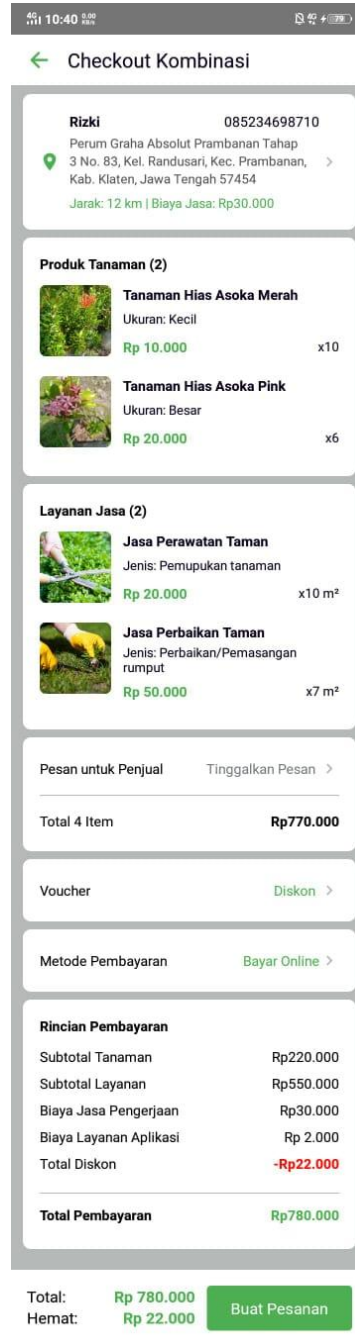 4G 10:40 0.00 KB/s 4G 79
Checkout Kombinasi
Rizki 085234698710
Perum Graha Absolut Prambanan Tahap
3 No. 83, Kel. Randusari, Kec. Prambanan,
Kab. Klaten, Jawa Tengah 57454
Jarak: 12 km | Biaya Jasa: Rp30.000
Produk Tanaman (2)
Tanaman Hias Asoka Merah
Ukuran: Kecil
Rp 10.000 x10
Tanaman Hias Asoka Pink
Ukuran: Besar
Rp 20.000 x6
Layanan Jasa (2)
Jasa Perawatan Taman
Jenis: Pemupukan tanaman
Rp 20.000 x10 m²
Jasa Perbaikan Taman
Jenis: Perbaikan/Pemasangan
rumput
Rp 50.000 x7 m²
Pesan untuk Penjual Tinggalkan Pesan
Total 4 Item Rp770.000
Voucher Diskon
Metode Pembayaran Bayar Online
Rincian Pembayaran
Subtotal Tanaman Rp220.000
Subtotal Layanan Rp550.000
Biaya Jasa Pengerjaan Rp30.000
Biaya Layanan Aplikasi Rp 2.000
Total Diskon -Rp22.000
Total Pembayaran Rp780.000
Total: Rp 780.000
Hemat: Rp 22.000
Buat Pesanan